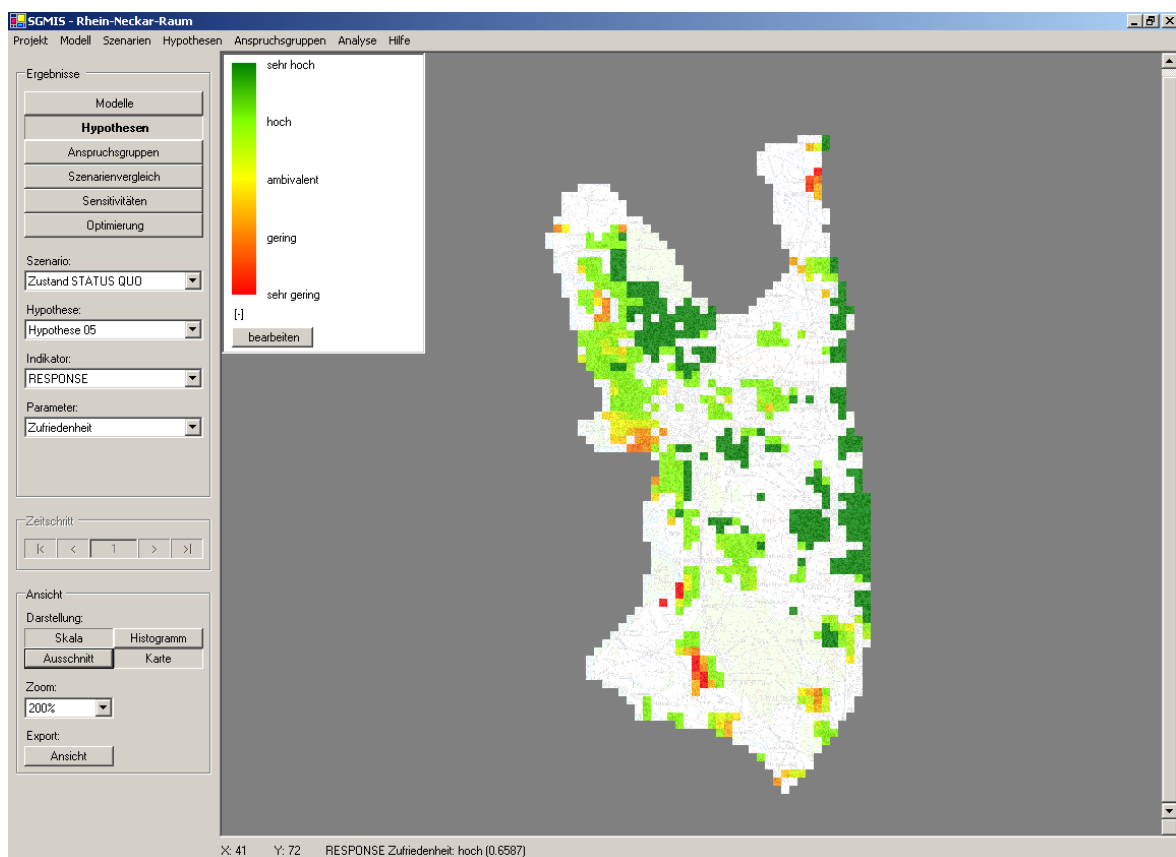 SGMIS - Rhein-Neckar-Raum
Projekt Modell Szenarien Hypothesen Anspruchsgruppen Analyse Hilfe
Ergebnisse
Modelle
Hypothesen
Anspruchsgruppen
Szenarienvergleich
Sensitivitäten
Optimierung
Szenario:
Zustand STATUS QUO
Hypothese:
Hypothese 05
Indikator:
RESPONSE
Parameter:
Zufriedenheit
Zeitschritt
|< < 1 > >|
Ansicht
Darstellung:
Skala Histogramm
Ausschnitt Karte
Zoom:
200%
Export:
Ansicht
sehr hoch
hoch
ambivalent
gering
sehr gering
[-]
bearbeiten
X: 41 Y: 72 RESPONSE Zufriedenheit: hoch (0.6587)